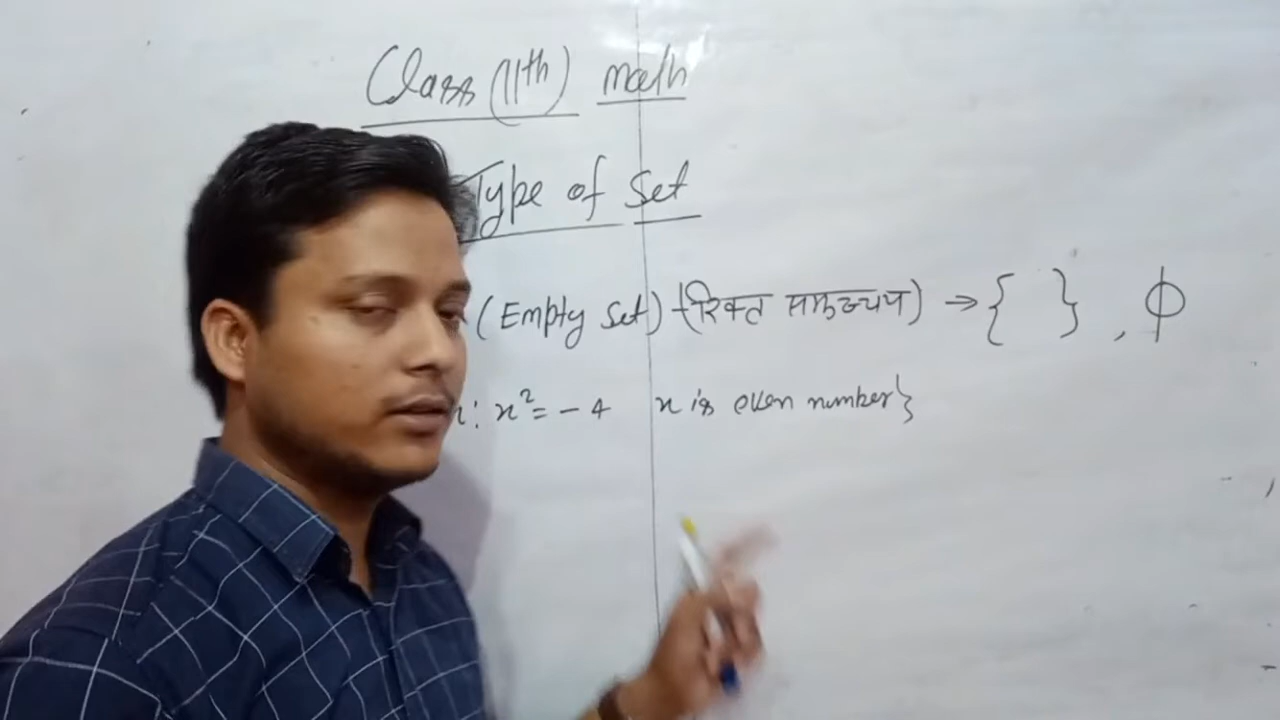 Class (11th) math
Type of Set
(Empty set) (रिक्त समुच्चय) → { } , ϕ
x : x² = - 4 x is even number}